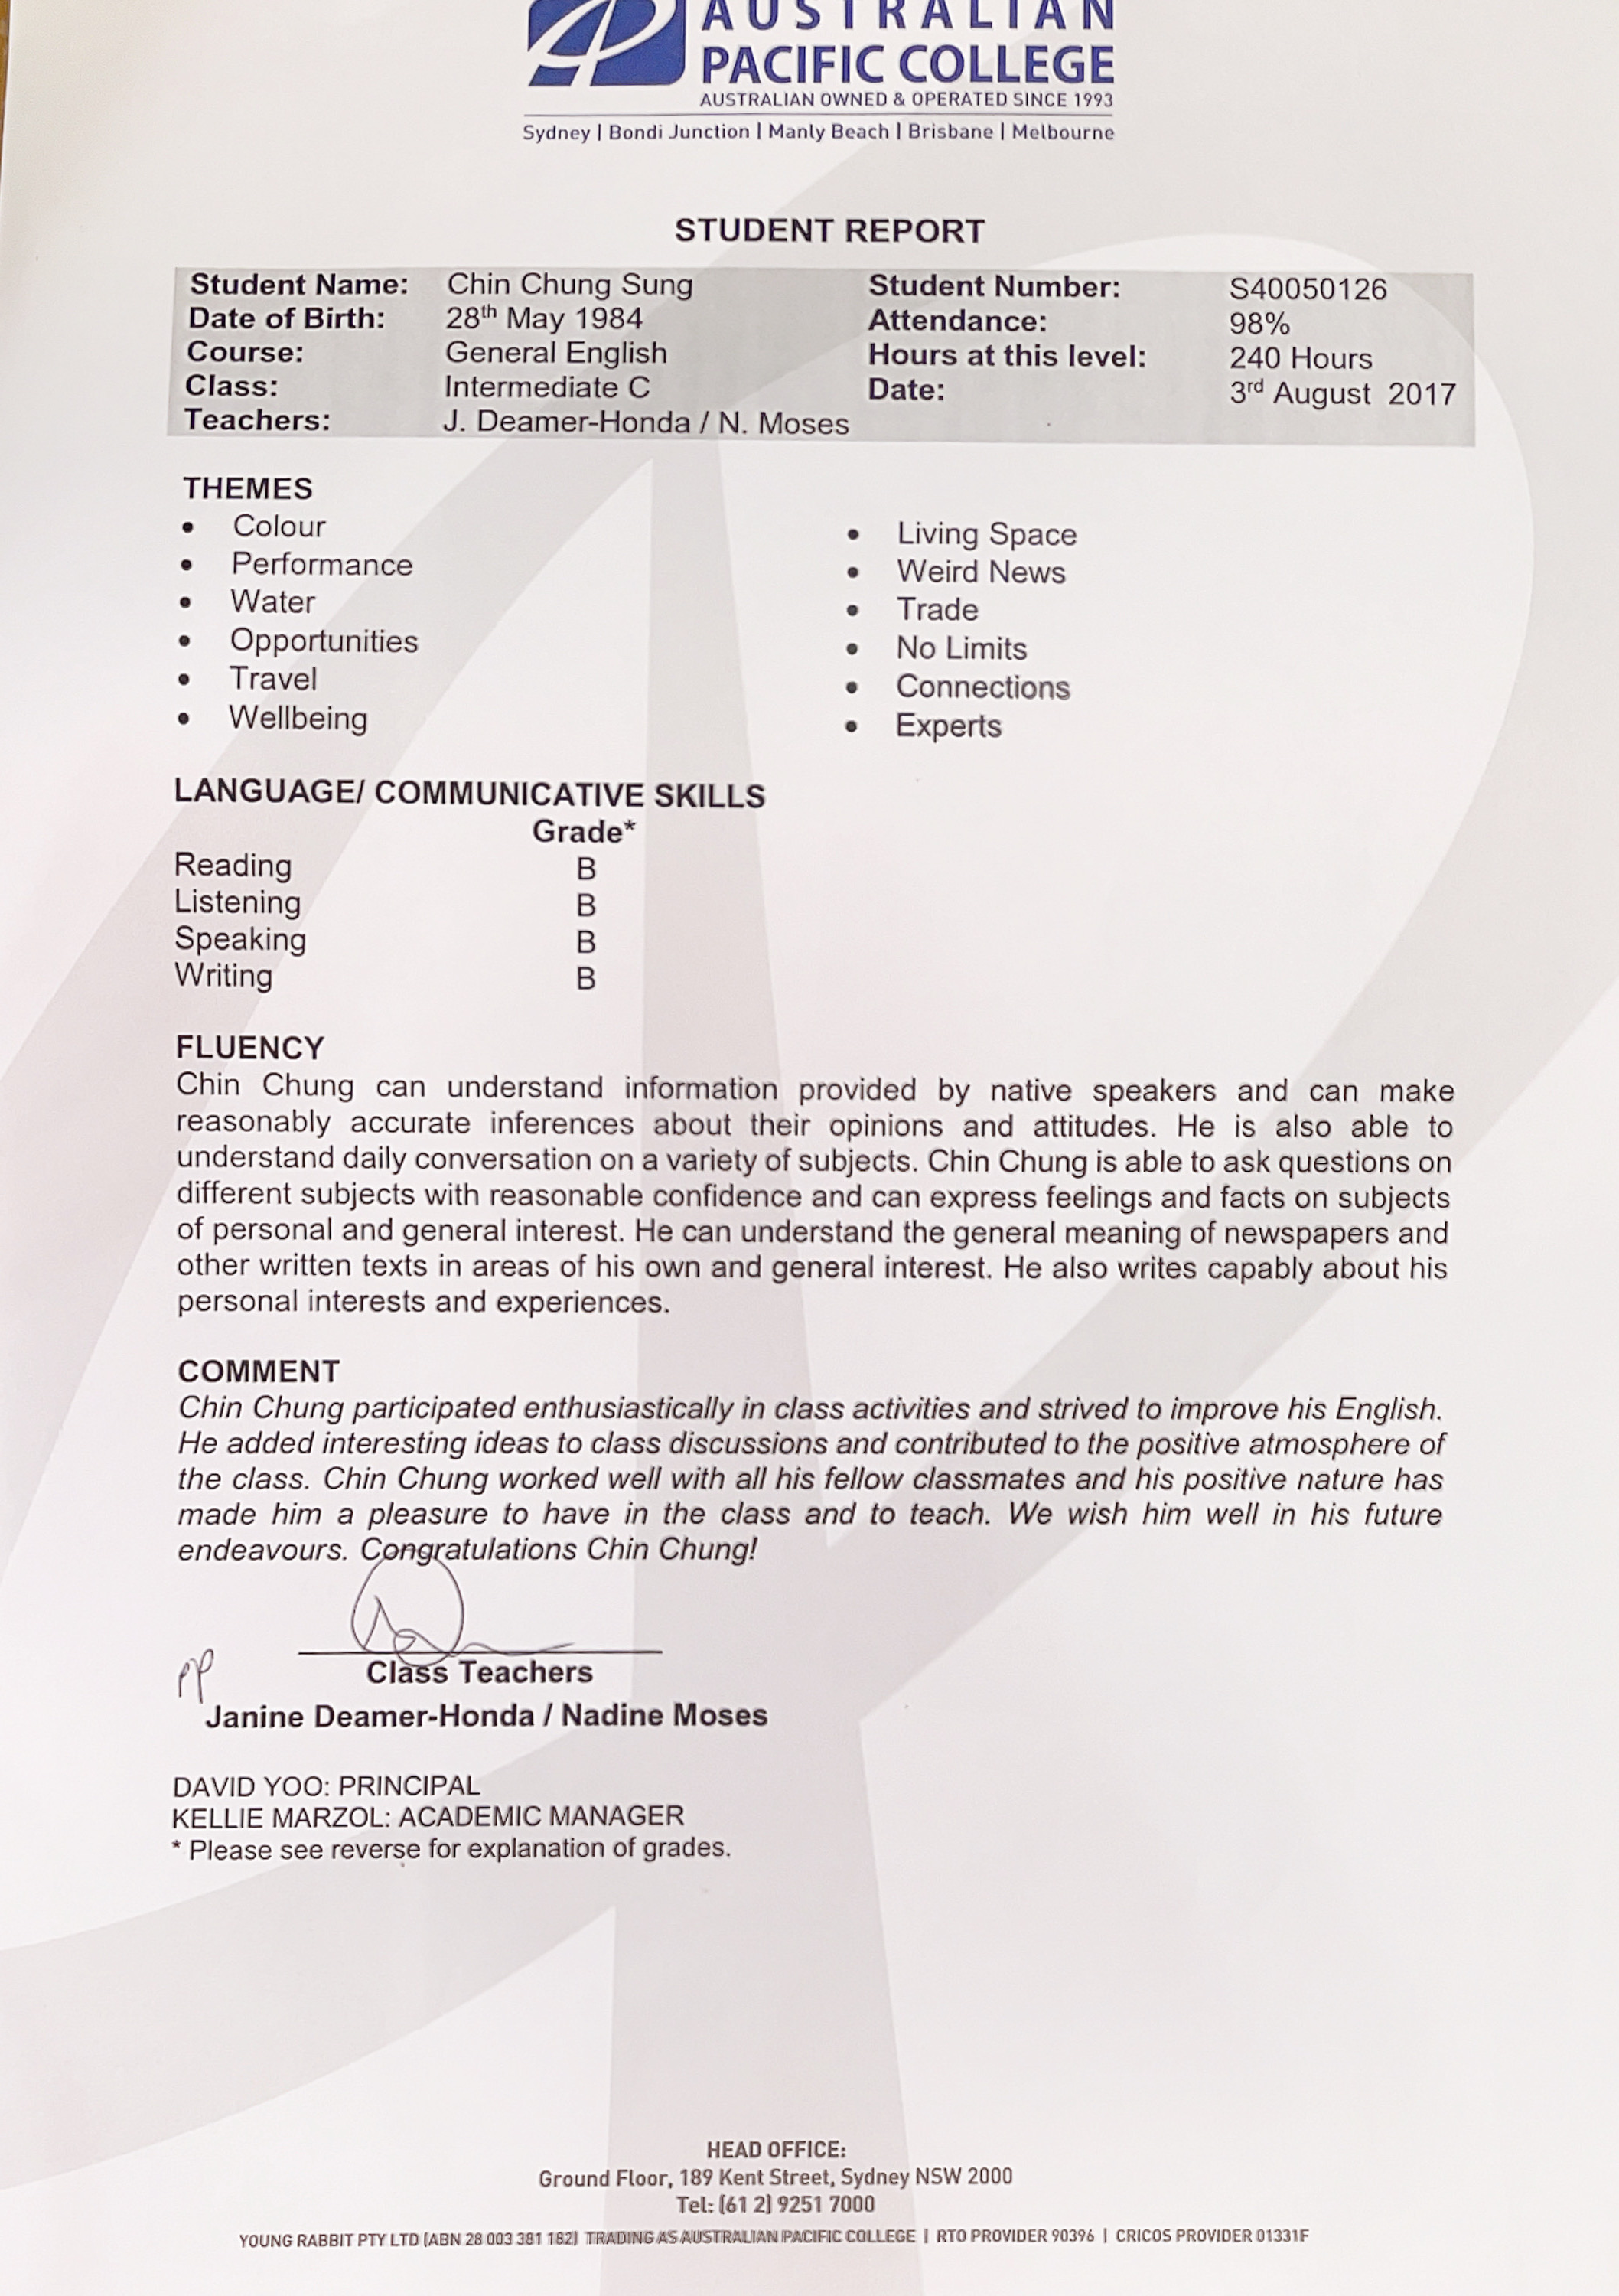 AUSTRALIAN
PACIFIC COLLEGE
AUSTRALIAN OWNED & OPERATED SINCE 1993
Sydney | Bondi Junction | Manly Beach | Brisbane | Melbourne
STUDENT REPORT
Student Name: Chin Chung Sung Student Number: S40050126
Date of Birth: 28th May 1984 Attendance: 98%
Course: General English Hours at this level: 240 Hours
Class: Intermediate C Date: 3rd August 2017
Teachers: J. Deamer-Honda / N. Moses
THEMES
• Colour
• Performance
• Water
• Opportunities
• Travel
• Wellbeing
• Living Space
• Weird News
• Trade
• No Limits
• Connections
• Experts
LANGUAGE/ COMMUNICATIVE SKILLS
Grade*
Reading B
Listening B
Speaking B
Writing B
FLUENCY
Chin Chung can understand information provided by native speakers and can make
reasonably accurate inferences about their opinions and attitudes. He is also able to
understand daily conversation on a variety of subjects. Chin Chung is able to ask questions on
different subjects with reasonable confidence and can express feelings and facts on subjects
of personal and general interest. He can understand the general meaning of newspapers and
other written texts in areas of his own and general interest. He also writes capably about his
personal interests and experiences.
COMMENT
Chin Chung participated enthusiastically in class activities and strived to improve his English.
He added interesting ideas to class discussions and contributed to the positive atmosphere of
the class. Chin Chung worked well with all his fellow classmates and his positive nature has
made him a pleasure to have in the class and to teach. We wish him well in his future
endeavours. Congratulations Chin Chung!
pp
Class Teachers
Janine Deamer-Honda / Nadine Moses
DAVID YOO: PRINCIPAL
KELLIE MARZOL: ACADEMIC MANAGER
* Please see reverse for explanation of grades.
HEAD OFFICE:
Ground Floor, 189 Kent Street, Sydney NSW 2000
Tel: (61 2) 9251 7000
YOUNG RABBIT PTY LTD (ABN 28 003 381 182) TRADING AS AUSTRALIAN PACIFIC COLLEGE | RTO PROVIDER 90396 | CRICOS PROVIDER 01331F